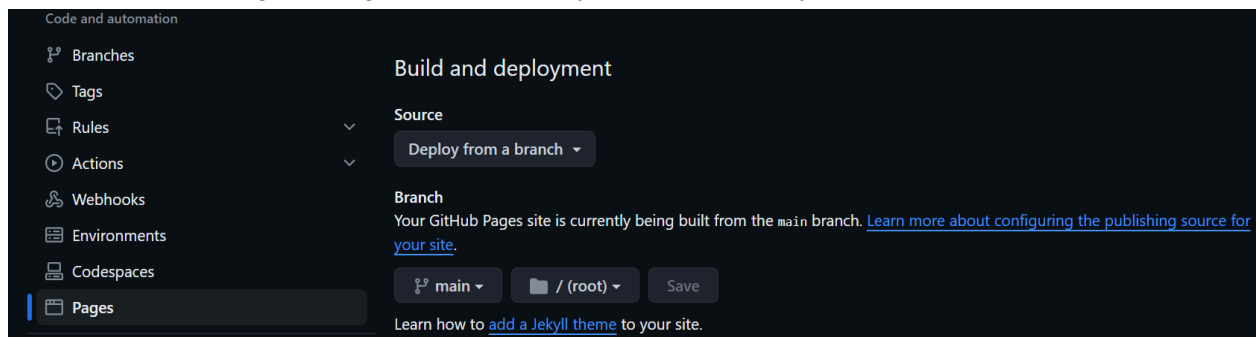 Code and automation
Branches
Tags
Rules
Actions
Webhooks
Environments
Codespaces
Pages
Build and deployment
Source
Deploy from a branch
Branch
Your GitHub Pages site is currently being built from the main branch. Learn more about configuring the publishing source for
your site.
main
/ (root)
Save
Learn how to add a Jekyll theme to your site.